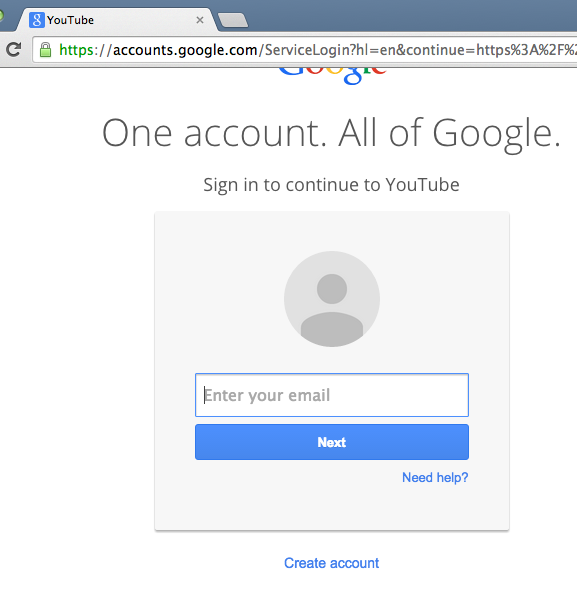 YouTube
https://accounts.google.com/ServiceLogin?hl=en&continue=https%3A%2F%2
Google
One account. All of Google.
Sign in to continue to YouTube
Enter your email
Next
Need help?
Create account